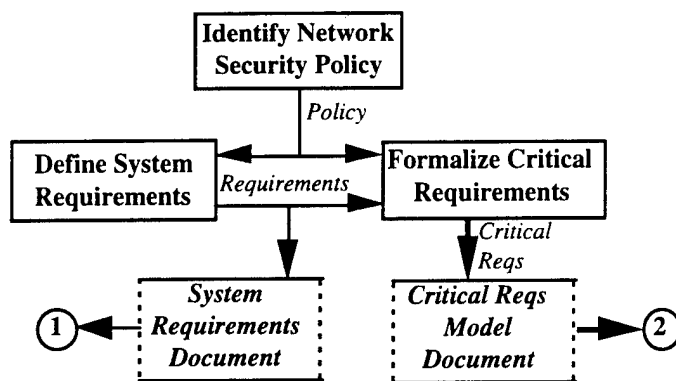 Identify Network
Security Policy
Policy
Define System
Requirements
Requirements
Formalize Critical
Requirements
Critical
Reqs
System
Requirements
Document
Critical Reqs
Model
Document
1
2